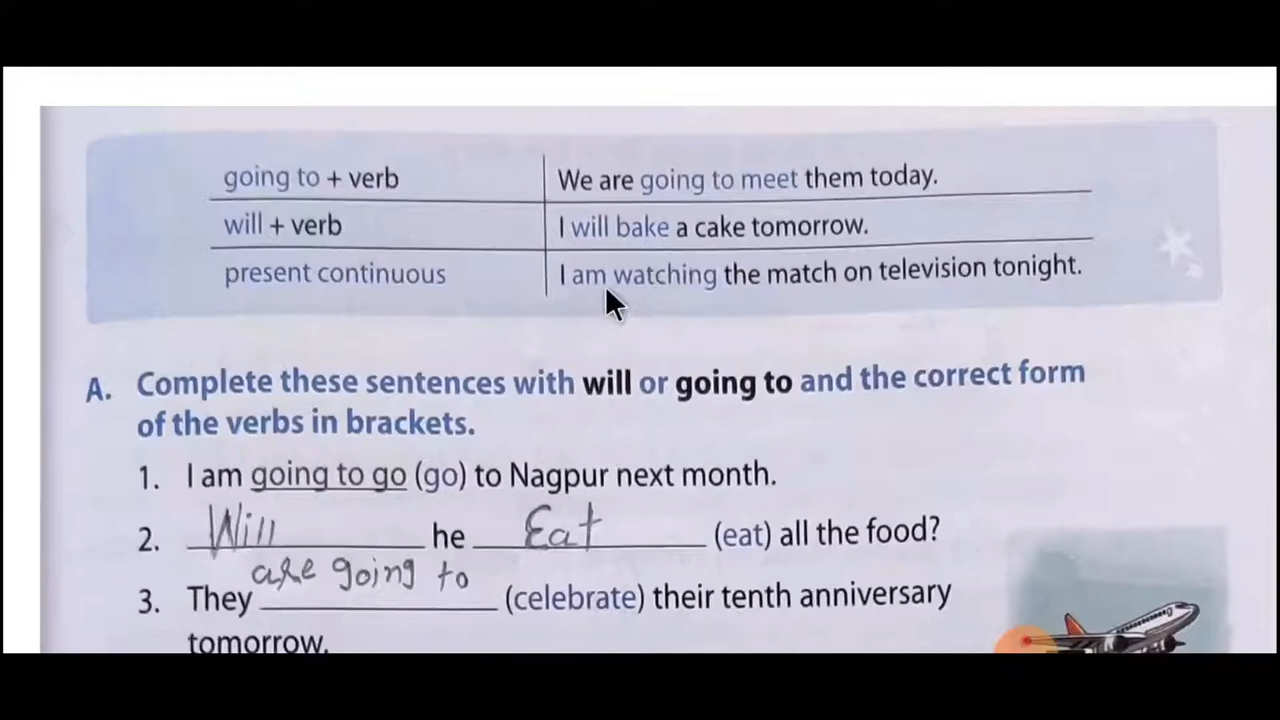 going to + verb We are going to meet them today.
will + verb I will bake a cake tomorrow.
present continuous I am watching the match on television tonight.
A. Complete these sentences with will or going to and the correct form
of the verbs in brackets.
1. I am going to go (go) to Nagpur next month.
2. Will he Eat (eat) all the food?
are going to
3. They (celebrate) their tenth anniversary
tomorrow.